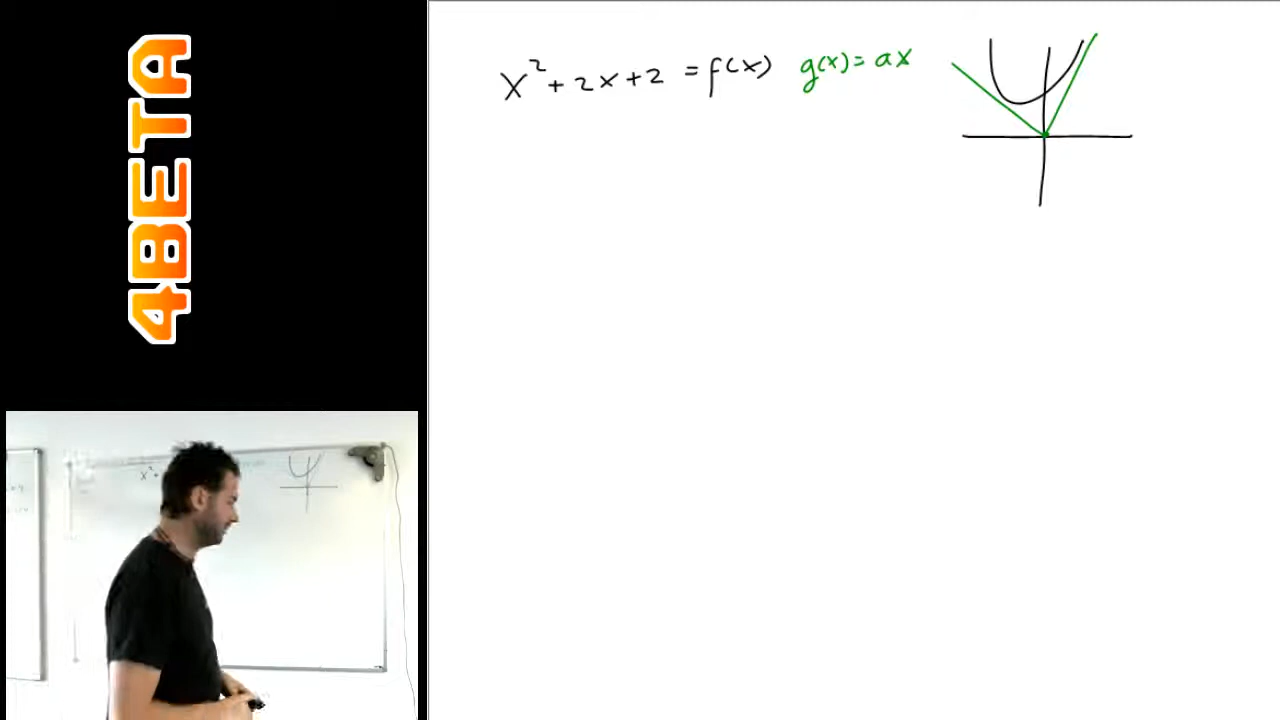 4BETA
x² + 2x + 2 = f(x) g(x) = ax